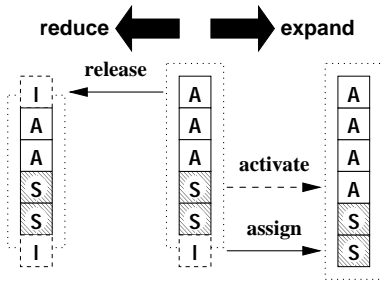 reduce expand
release
I A A
A A A
A A A
activate
S S A
S S S
assign
I I S